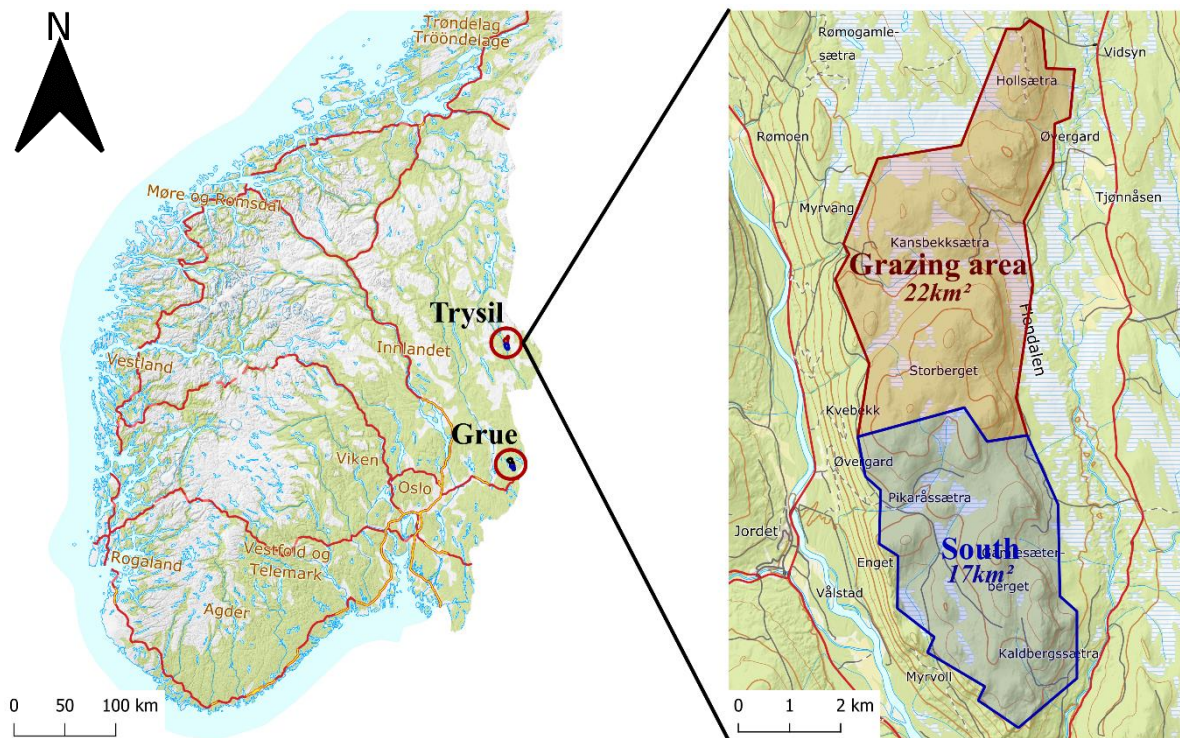 N
Trøndelag
Trööndelage
Møre og Romsdal
Trysil
Innlandet
Vestland
Grue
Viken
Oslo
Vestfold og
Telemark
Rogaland
Agder
0 50 100 km
Rømogamle-
sætra
Vidsyn
Hollsætra
Rømoen
Øvergard
Tjønnåsen
Myrvang
Kansbekksætra
Grazing area
22km²
Flendalen
Storberget
Kvebekk
Øvergard
Pikaråssætra
Jordet
South
Gamlesæter-
17km²
berget
Enget
Vålstad
Kaldbergssætra
Myrvoll
0 1 2 km